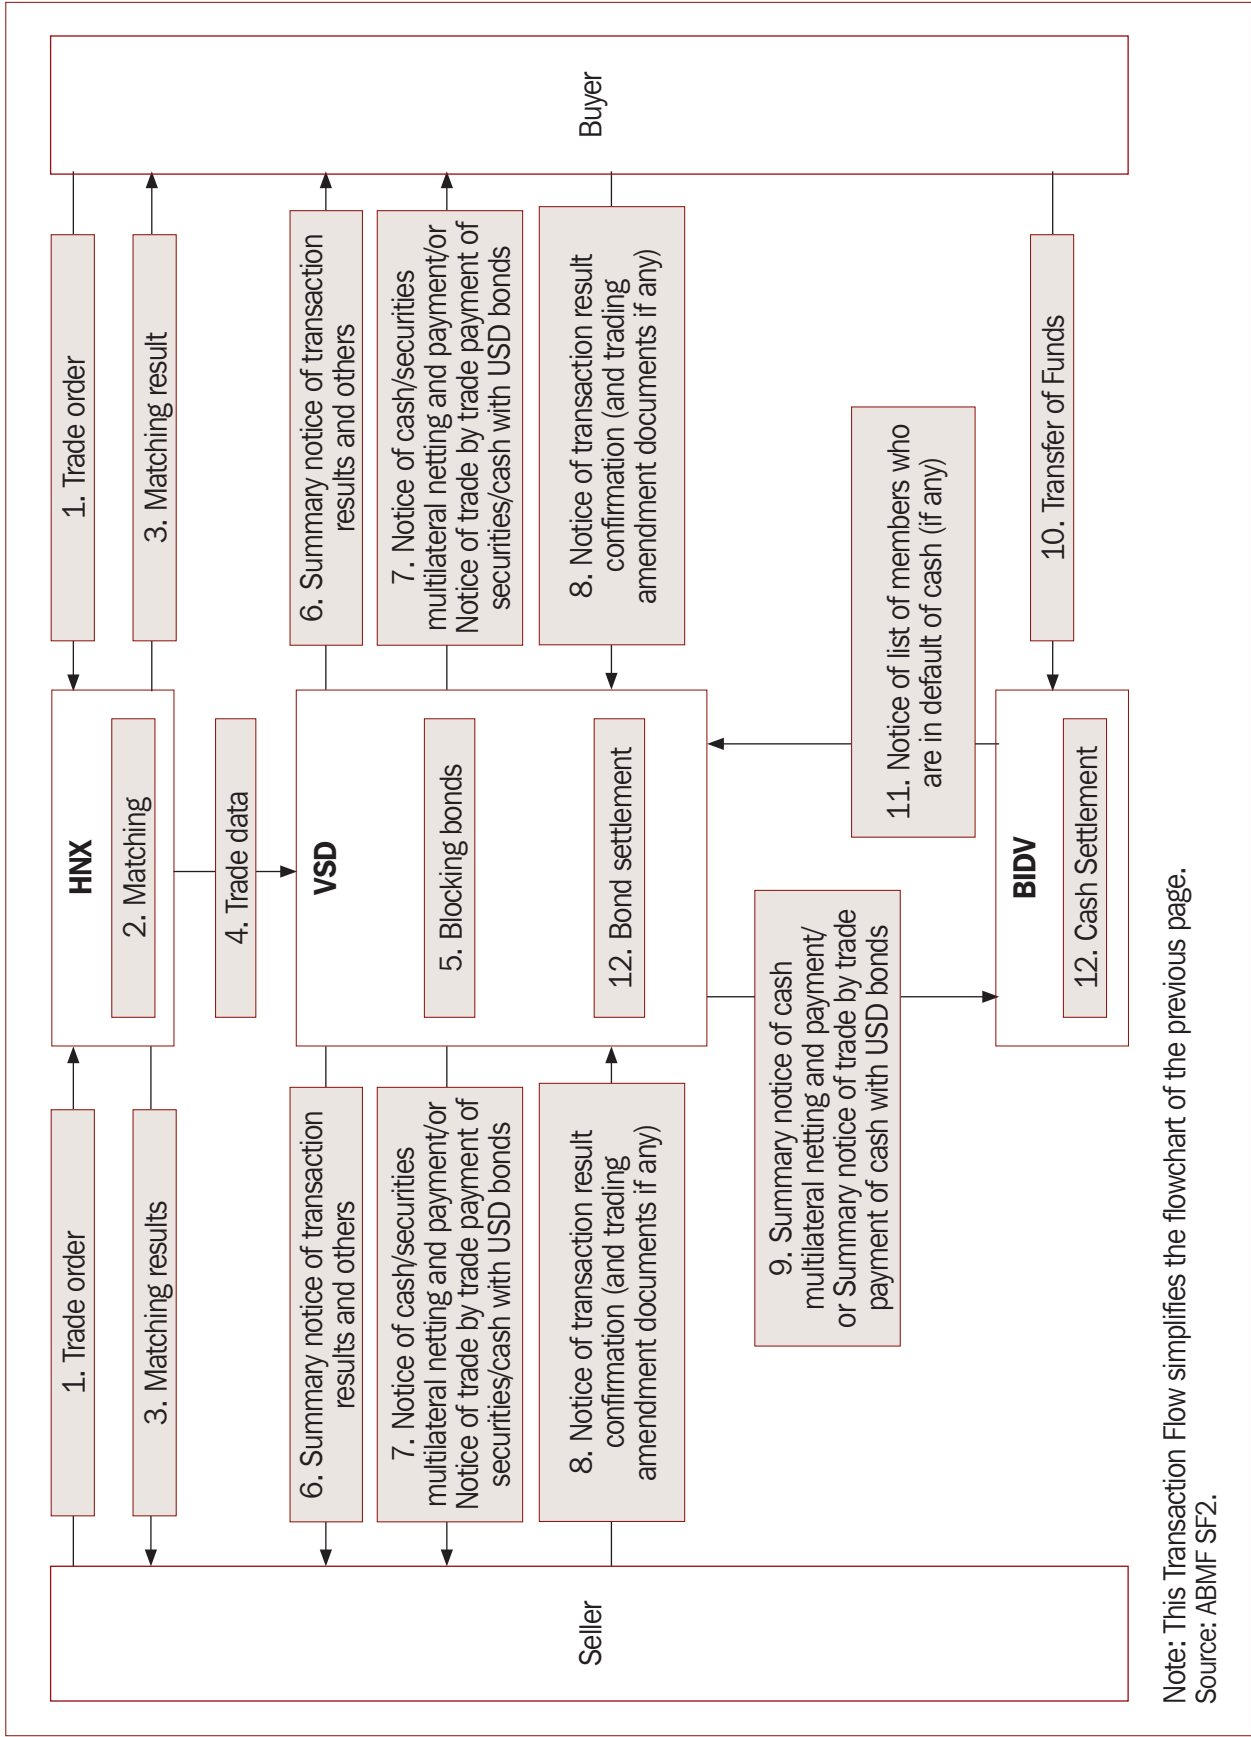 Seller
1. Trade order
3. Matching results
6. Summary notice of transaction
results and others
7. Notice of cash/securities
multilateral netting and payment/or
Notice of trade by trade payment of
securities/cash with USD bonds
8. Notice of transaction result
confirmation (and trading
amendment documents if any)
HNX
2. Matching
4. Trade data
VSD
5. Blocking bonds
12. Bond settlement
9. Summary notice of cash
multilateral netting and payment/
or Summary notice of trade by trade
payment of cash with USD bonds
11. Notice of list of members who
are in default of cash (if any)
BIDV
12. Cash Settlement
1. Trade order
3. Matching result
6. Summary notice of transaction
results and others
7. Notice of cash/securities
multilateral netting and payment/or
Notice of trade by trade payment of
securities/cash with USD bonds
8. Notice of transaction result
confirmation (and trading
amendment documents if any)
10. Transfer of Funds
Buyer
Note: This Transaction Flow simplifies the flowchart of the previous page.
Source: ABMF SF2.